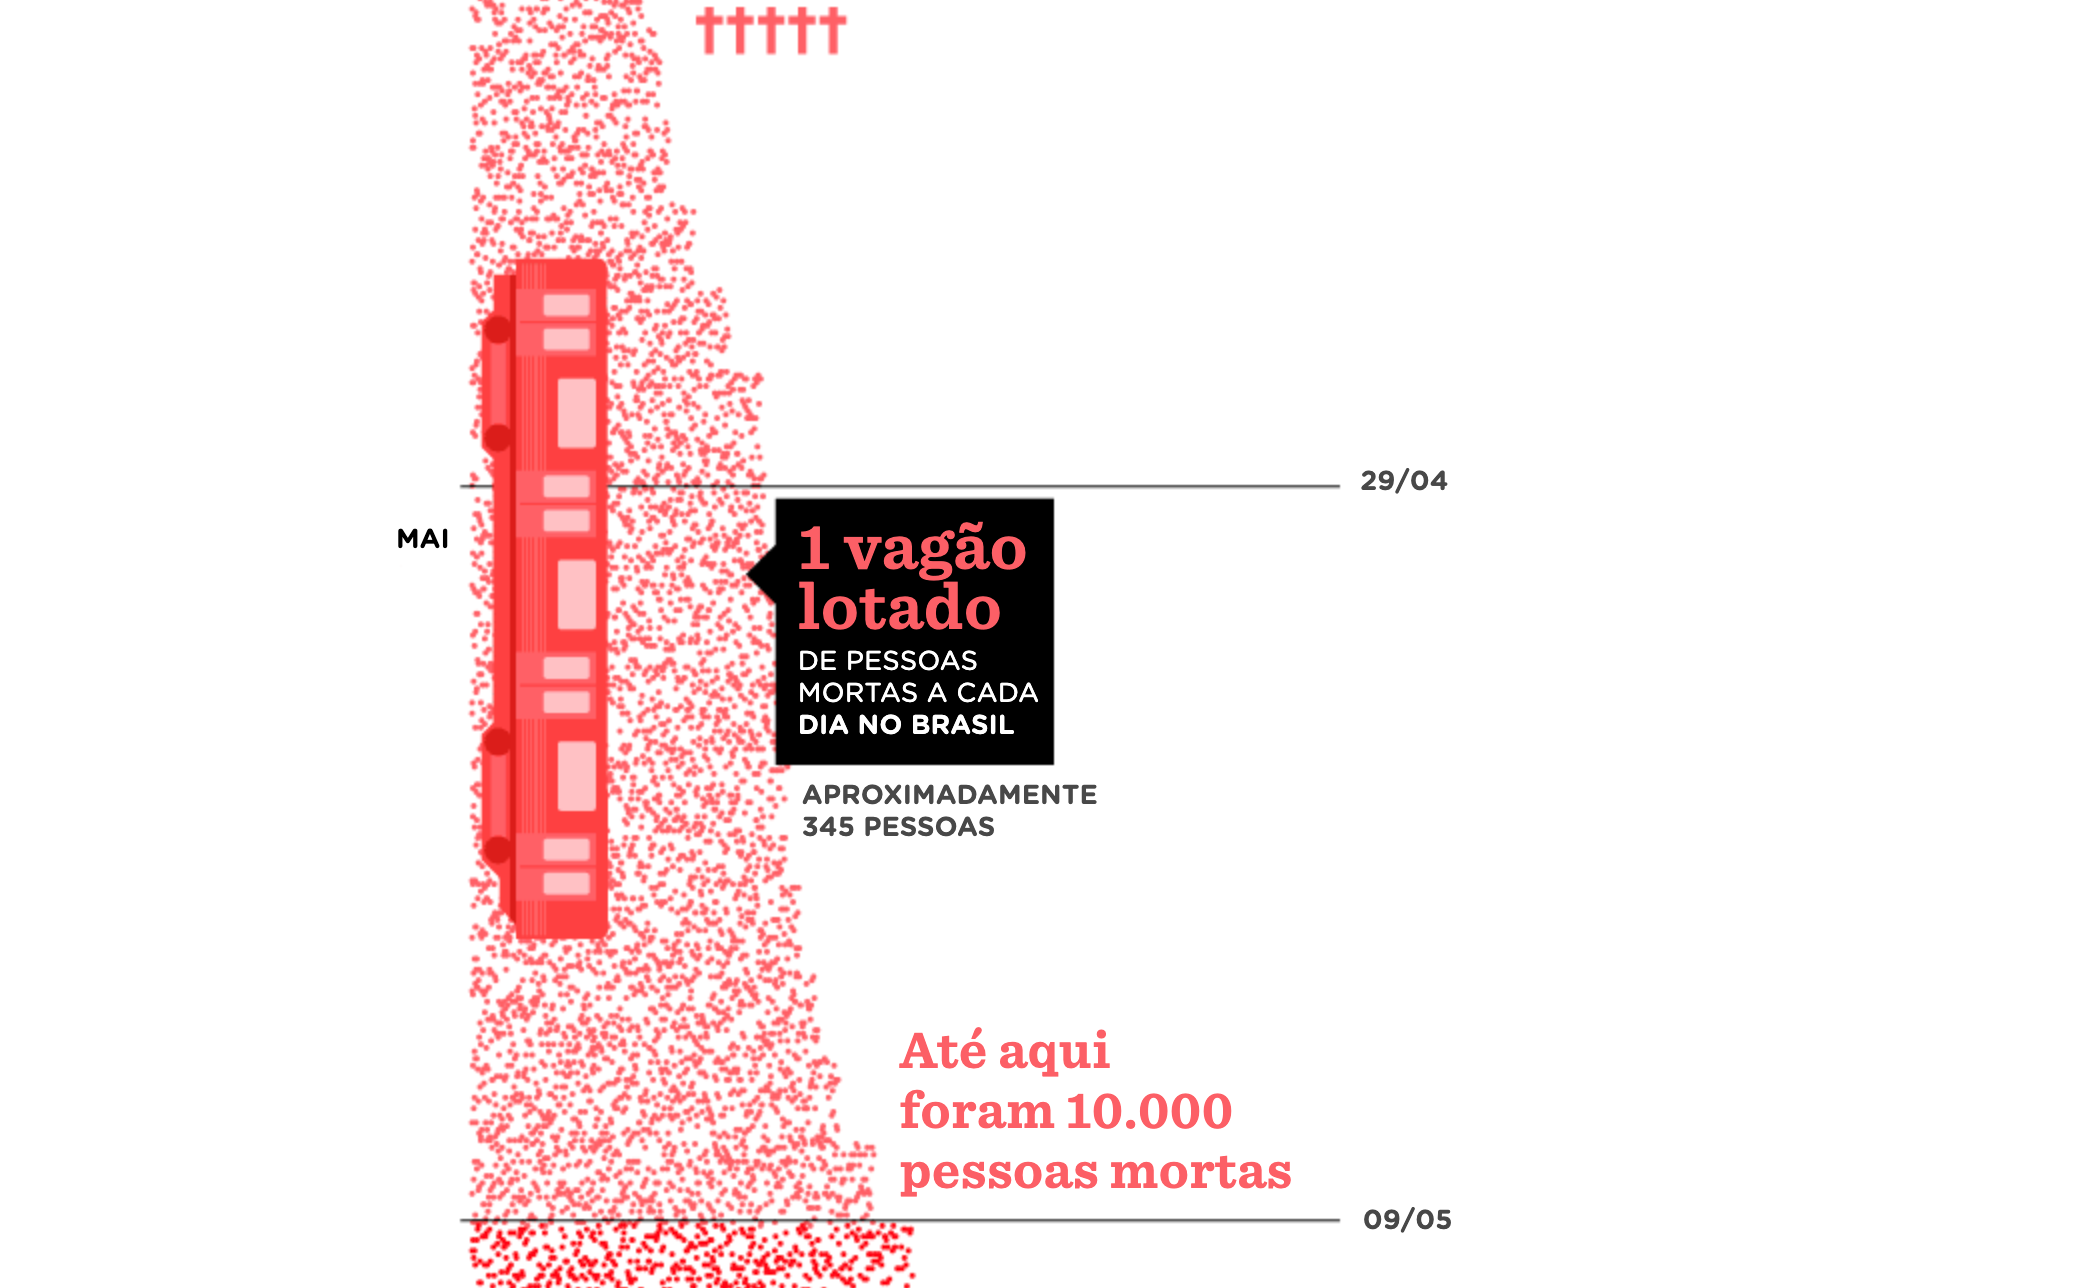 †††††
29/04
MAI
1 vagão
lotado
DE PESSOAS
MORTAS A CADA
DIA NO BRASIL
APROXIMADAMENTE
345 PESSOAS
Até aqui
foram 10.000
pessoas mortas
09/05